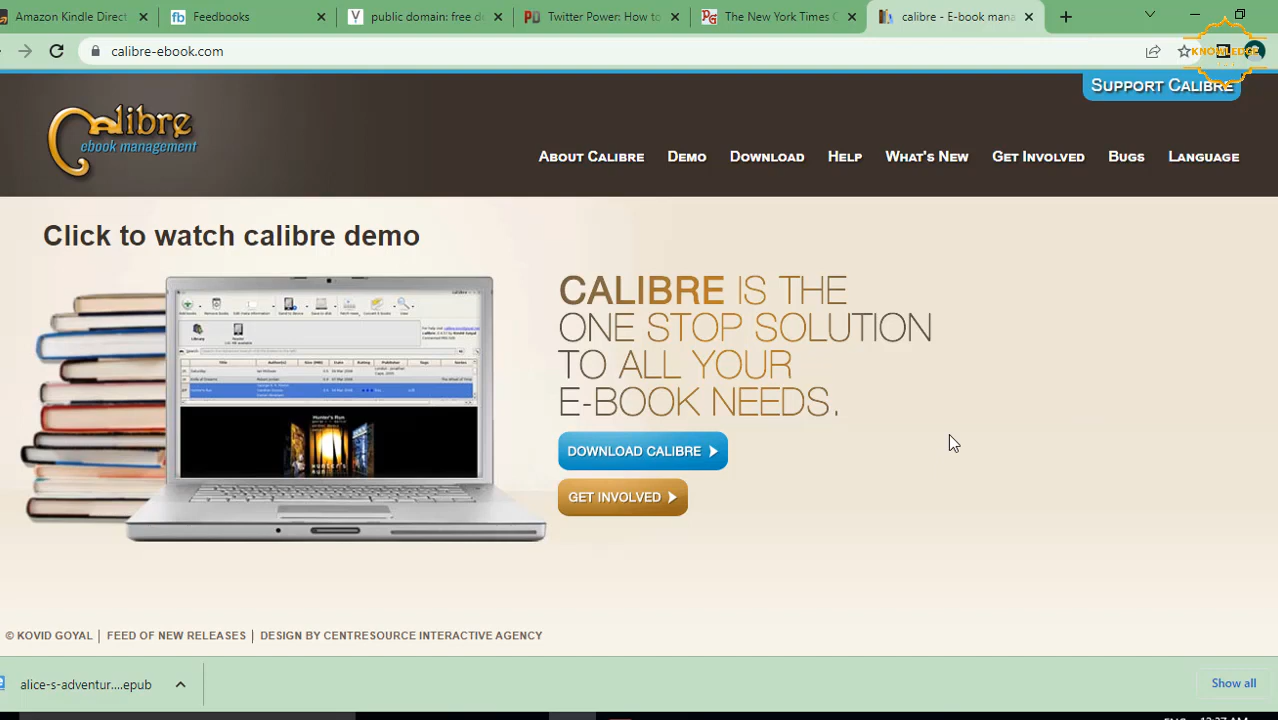 Amazon Kindle Direct
Feedbooks
public domain: free d
Twitter Power: How to
The New York Times
calibre - E-book mana
calibre-ebook.com
KNOWLEDGE
SUPPORT CALIBRE
Calibre
ebook management
ABOUT CALIBRE DEMO DOWNLOAD HELP WHAT'S NEW GET INVOLVED BUGS LANGUAGE
Click to watch calibre demo
CALIBRE IS THE
ONE STOP SOLUTION
TO ALL YOUR
E-BOOK NEEDS.
DOWNLOAD CALIBRE
GET INVOLVED
Hunter's Run
© KOVID GOYAL | FEED OF NEW RELEASES | DESIGN BY CENTRESOURCE INTERACTIVE AGENCY
alice-s-adventur....epub
Show all